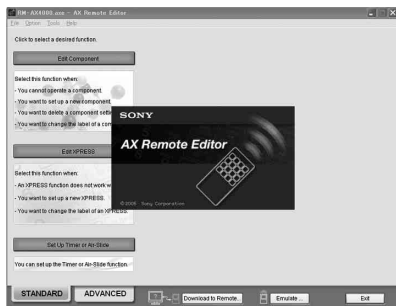 RM-AX4000.axe - AX Remote Editor
File Option Tools Help
Click to select a desired function.
Edit Component
Select this function when:
- You cannot operate a component.
- You want to set up a new component.
- You want to delete a component setti
- You want to change the label of a com
SONY
AX Remote Editor
©2006 Sony Corporation
Edit XPRESS
Select this function when:
- An XPRESS function does not work w
- You want to set up a new XPRESS.
- You want to change the label of an XPRESS.
Set Up Timer or Air-Slide
You can set up the Timer or Air-Slide function.
STANDARD ADVANCED Download to Remote... Emulate ... Exit